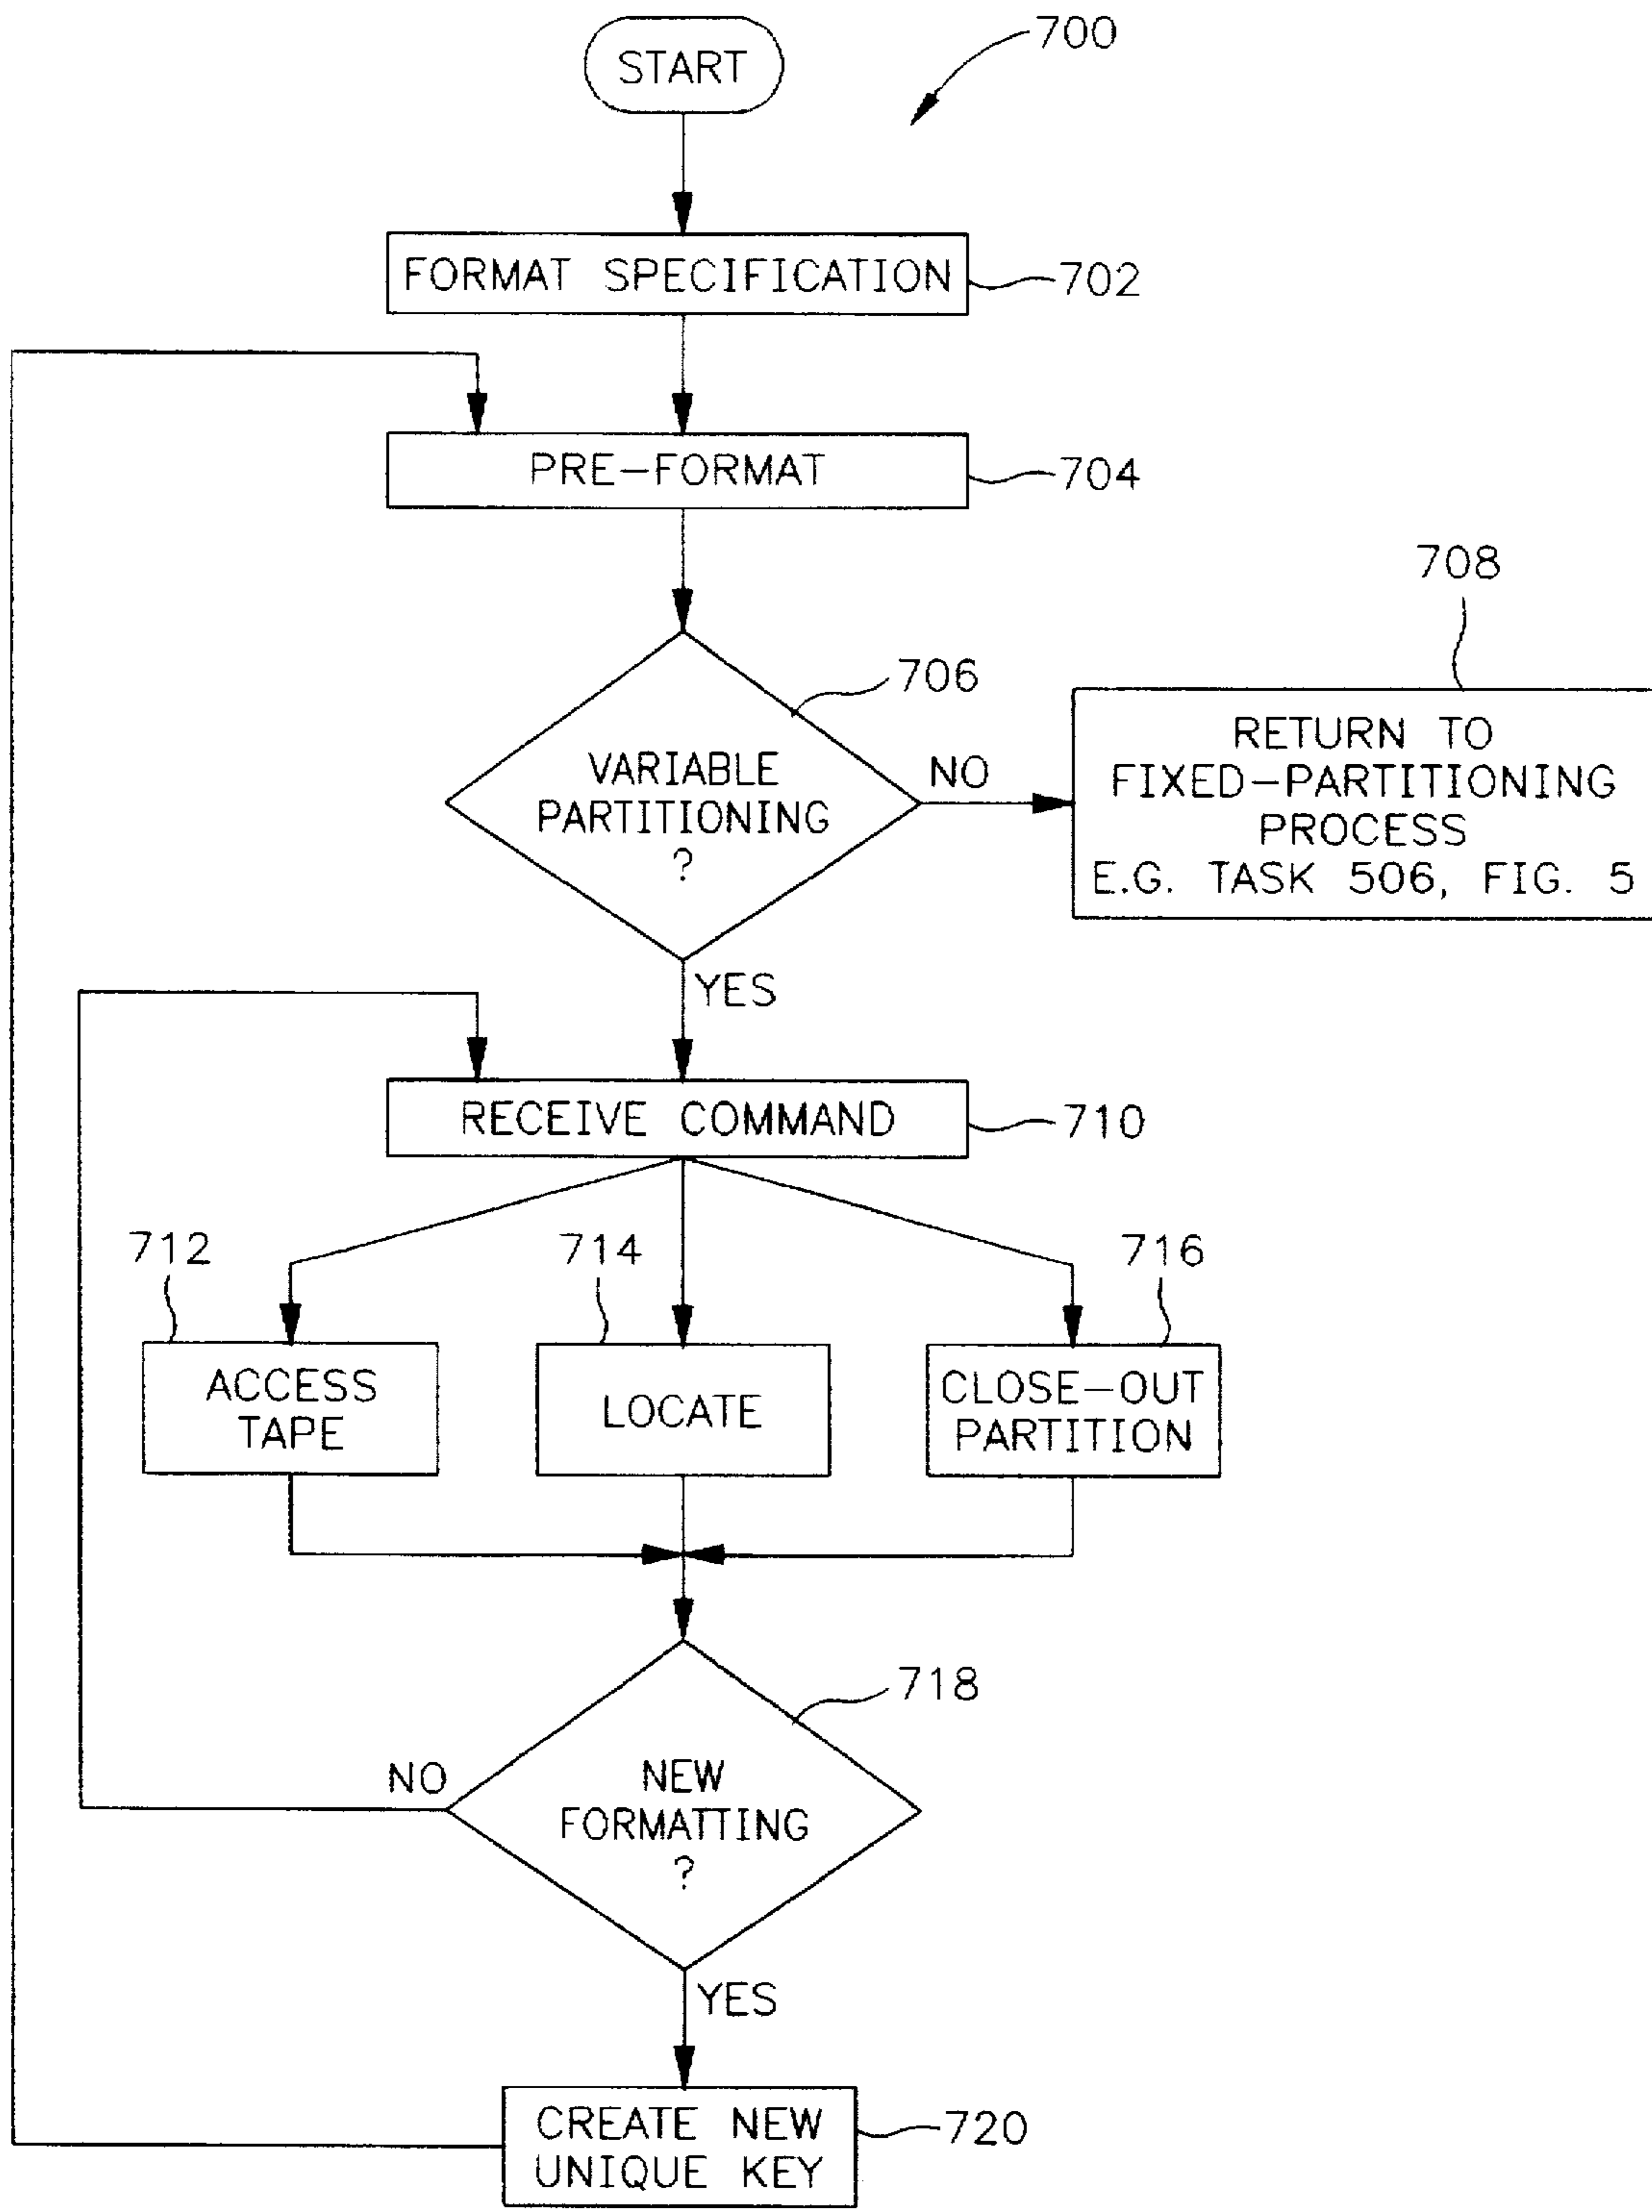 700
START
FORMAT SPECIFICATION
702
PRE-FORMAT
704
708
706
VARIABLE
PARTITIONING
?
NO
RETURN TO
FIXED-PARTITIONING
PROCESS
E.G. TASK 506, FIG. 5
YES
RECEIVE COMMAND
710
712
714
716
ACCESS
TAPE
LOCATE
CLOSE-OUT
PARTITION
718
NO
NEW
FORMATTING
?
YES
CREATE NEW
UNIQUE KEY
720